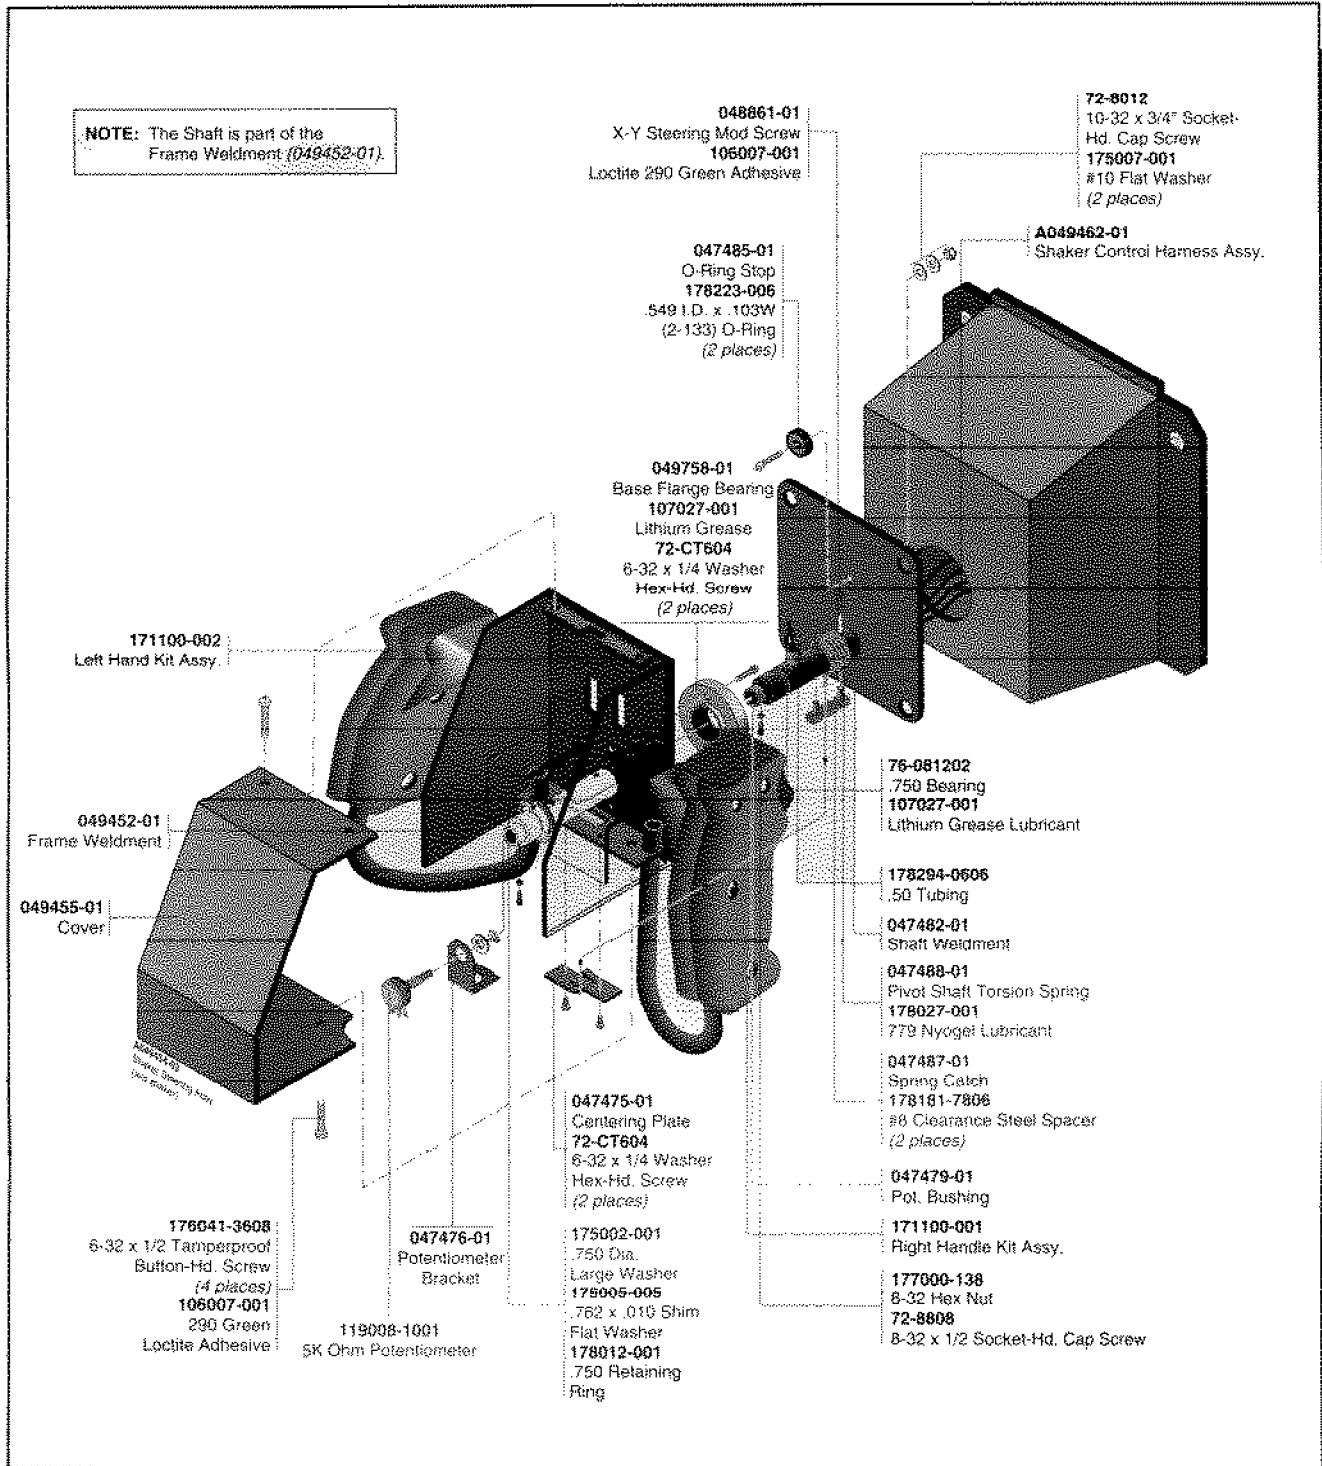 NOTE: The Shaft is part of the
Frame Weldment (049452-01).
048861-01
X-Y Steering Mod Screw
106007-001
Loctite 290 Green Adhesive
72-8012
10-32 x 3/4" Socket-
Hd. Cap Screw
175007-001
#10 Flat Washer
(2 places)
A049462-01
Shaker Control Harness Assy.
047485-01
O-Ring Stop
178223-006
.549 I.D. x .103W
(2-133) O-Ring
(2 places)
049758-01
Base Flange Bearing
107027-001
Lithium Grease
72-CT604
6-32 x 1/4 Washer
Hex-Hd. Screw
(2 places)
171100-002
Left Hand Kit Assy.
049452-01
Frame Weldment
049455-01
Cover
76-081202
.750 Bearing
107027-001
Lithium Grease Lubricant
178294-0606
.50 Tubing
047482-01
Shaft Weldment
047488-01
Pivot Shaft Torsion Spring
178027-001
779 Nyogel Lubricant
047487-01
Spring Catch
178181-7806
#8 Clearance Steel Spacer
(2 places)
047479-01
Pot. Bushing
171100-001
Right Handle Kit Assy.
177000-138
8-32 Hex Nut
72-8808
8-32 x 1/2 Socket-Hd. Cap Screw
047475-01
Centering Plate
72-CT604
6-32 x 1/4 Washer
Hex-Hd. Screw
(2 places)
175002-001
.750 Dia.
Large Washer
175005-005
.762 x .010 Shim
Flat Washer
178012-001
.750 Retaining
Ring
047476-01
Potentiometer
Bracket
119008-1001
5K Ohm Potentiometer
176041-3608
6-32 x 1/2 Tamperproof
Button-Hd. Screw
(4 places)
106007-001
290 Green
Loctite Adhesive